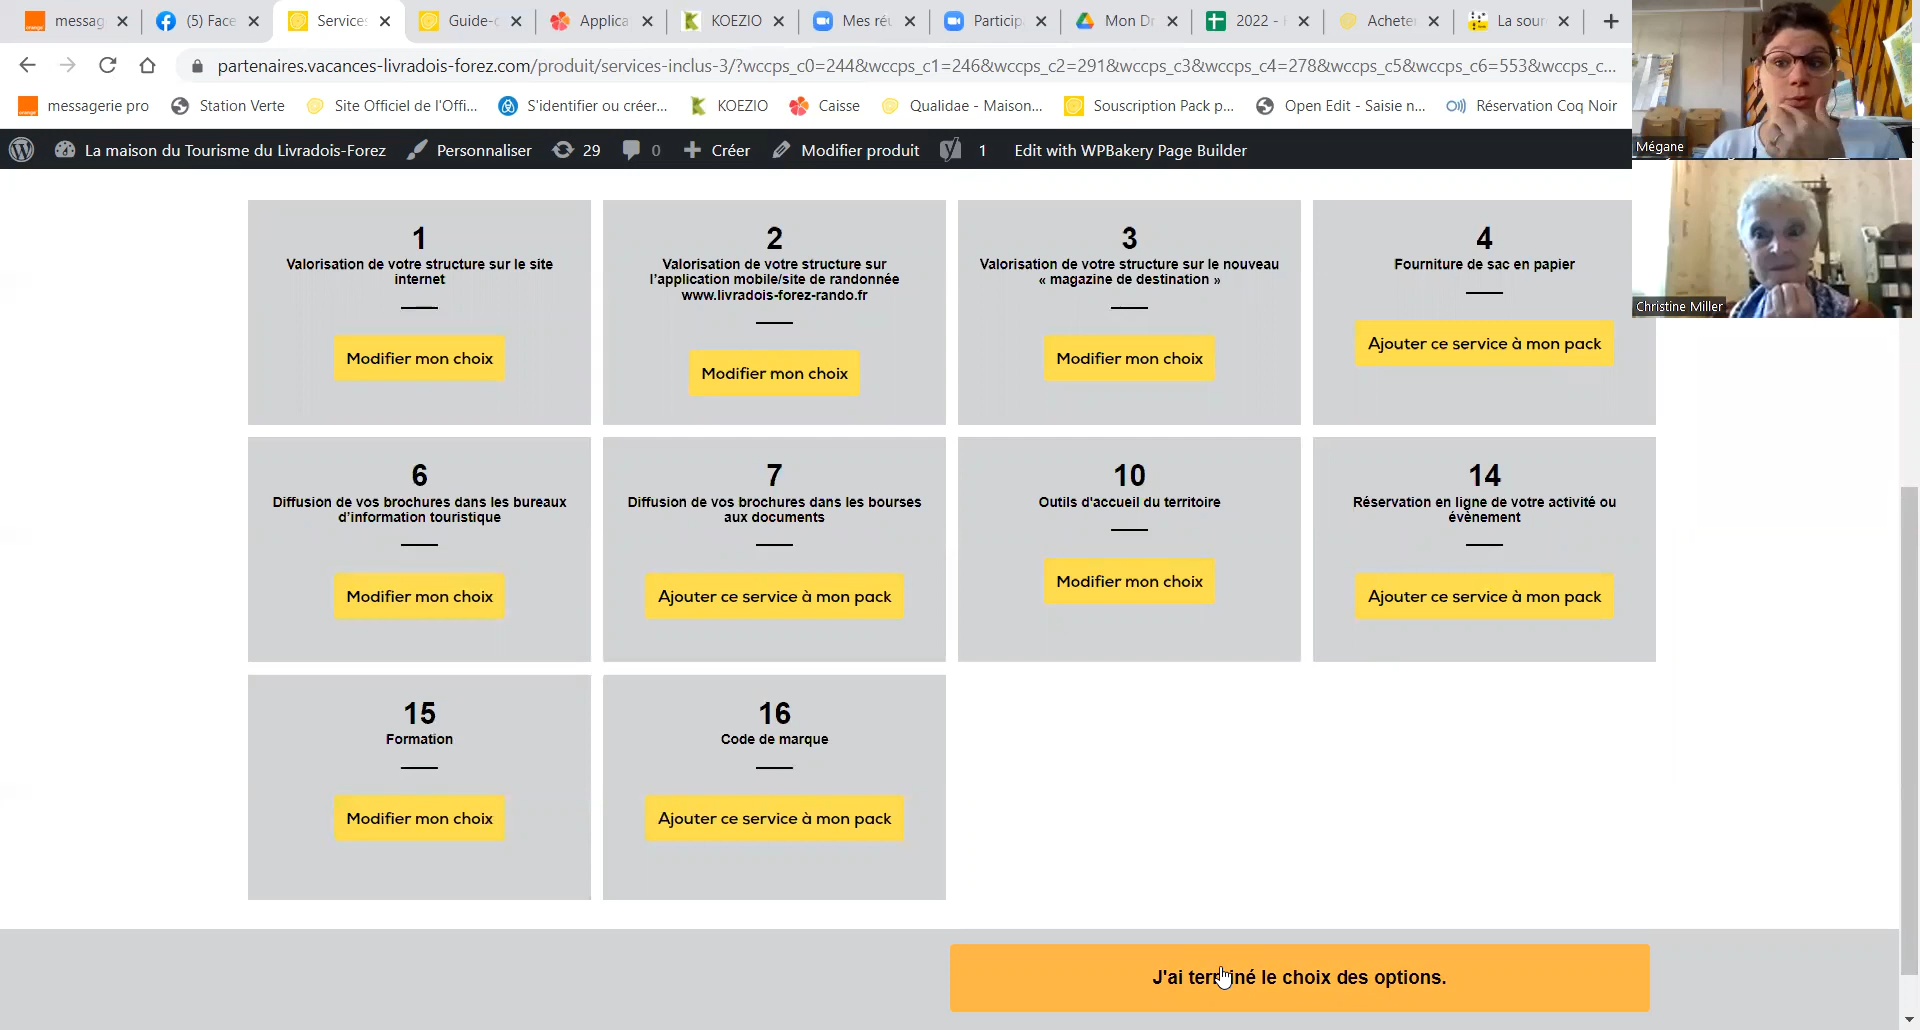 messag
(5) Face
Services
Guide-c
Applica
KOEZIO
Mes réu
Particip
Mon Dr
2022 -
Acheter
La sour
partenaires.vacances-livradois-forez.com/produit/services-inclus-3/?wccps_c0=244&wccps_c1=246&wccps_c2=291&wccps_c3&wccps_c4=278&wccps_c5&wccps_c6=553&wccps_c...
messagerie pro
Station Verte
Site Officiel de l'Offi...
S'identifier ou créer...
KOEZIO
Caisse
Qualidae - Maison...
Souscription Pack p...
Open Edit - Saisie n...
Réservation Coq Noir
La maison du Tourisme du Livradois-Forez
Personnaliser
29
0
Créer
Modifier produit
1
Edit with WPBakery Page Builder
Mégane
Christine Miller
1
Valorisation de votre structure sur le site
internet
Modifier mon choix
2
Valorisation de votre structure sur
l'application mobile/site de randonnée
www.livradois-forez-rando.fr
Modifier mon choix
3
Valorisation de votre structure sur le nouveau
« magazine de destination »
Modifier mon choix
4
Fourniture de sac en papier
Ajouter ce service à mon pack
6
Diffusion de vos brochures dans les bureaux
d'information touristique
Modifier mon choix
7
Diffusion de vos brochures dans les bourses
aux documents
Ajouter ce service à mon pack
10
Outils d'accueil du territoire
Modifier mon choix
14
Réservation en ligne de votre activité ou
évènement
Ajouter ce service à mon pack
15
Formation
Modifier mon choix
16
Code de marque
Ajouter ce service à mon pack
J'ai terminé le choix des options.